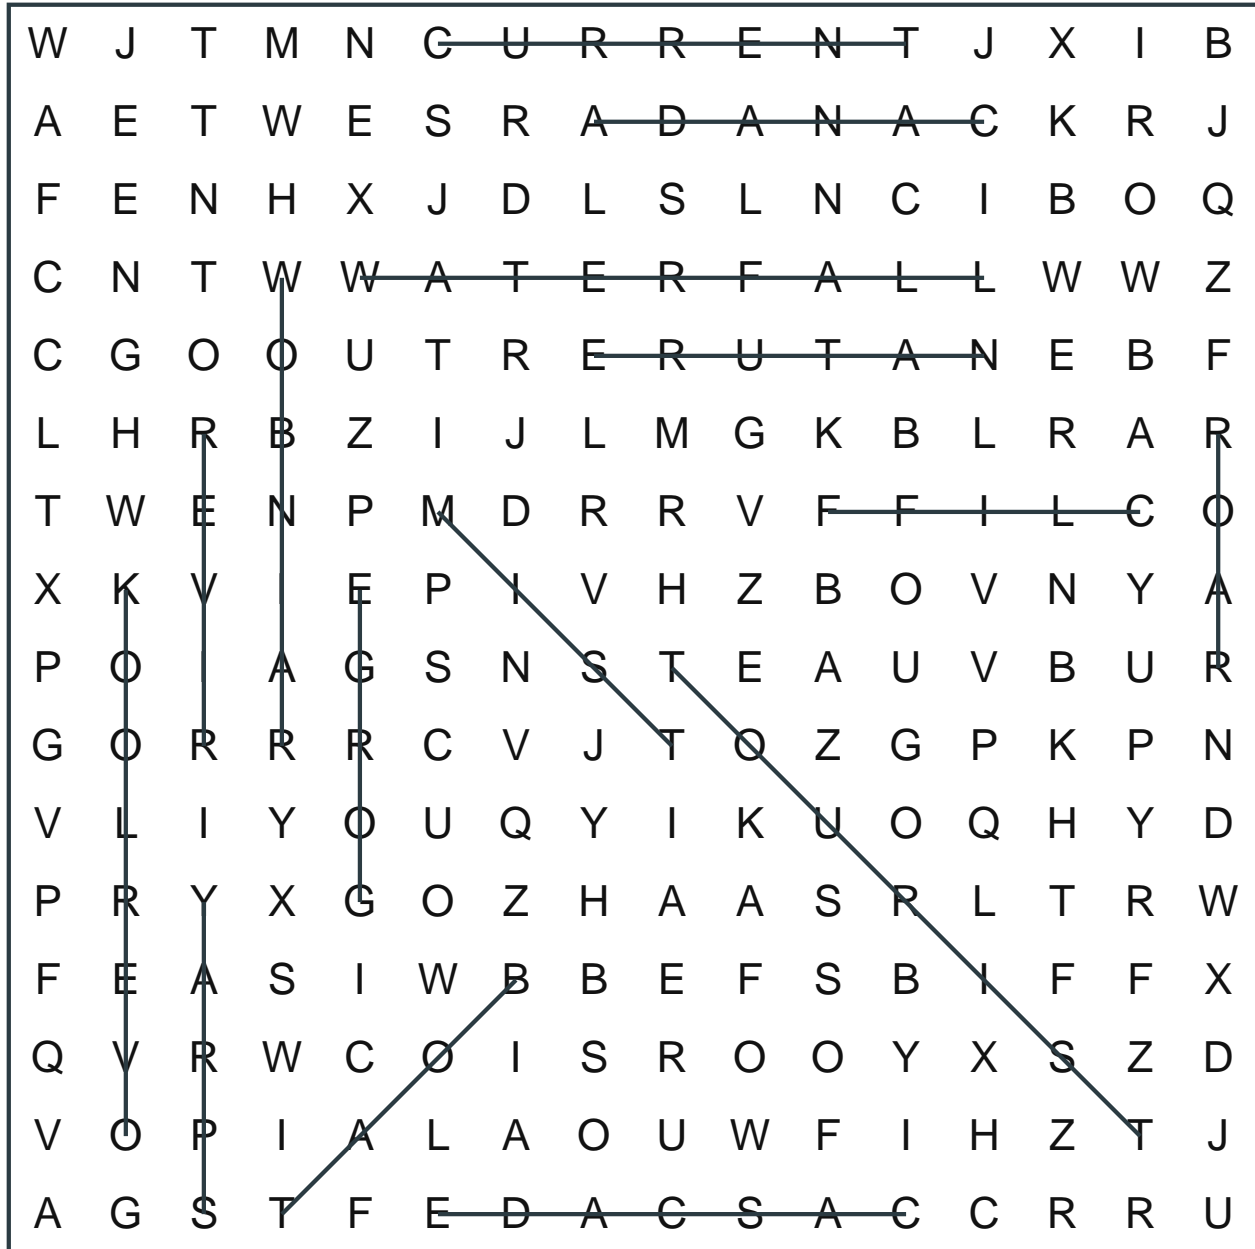 W J T M N C U R R E N T J X I B
A E T W E S R A D A N A C K R J
F E N H X J D L S L N C I B O Q
C N T W W A T E R F A L L W W Z
C G O O U T R E R U T A N E B F
L H R B Z I J L M G K B L R A R
T W E N P M D R R V F F I L C O
X K V I E P I V H Z B O V N Y A
P O I A G S N S T E A U V B U R
G O R R R C V J T O Z G P K P N
V L I Y O U Q Y I K U O Q H Y D
P R Y X G O Z H A A S R L T R W
F E A S I W B B E F S B I F F X
Q V R W C O I S R O O Y X S Z D
V O P I A L A O U W F I H Z T J
A G S T F E D A C S A C C R R U